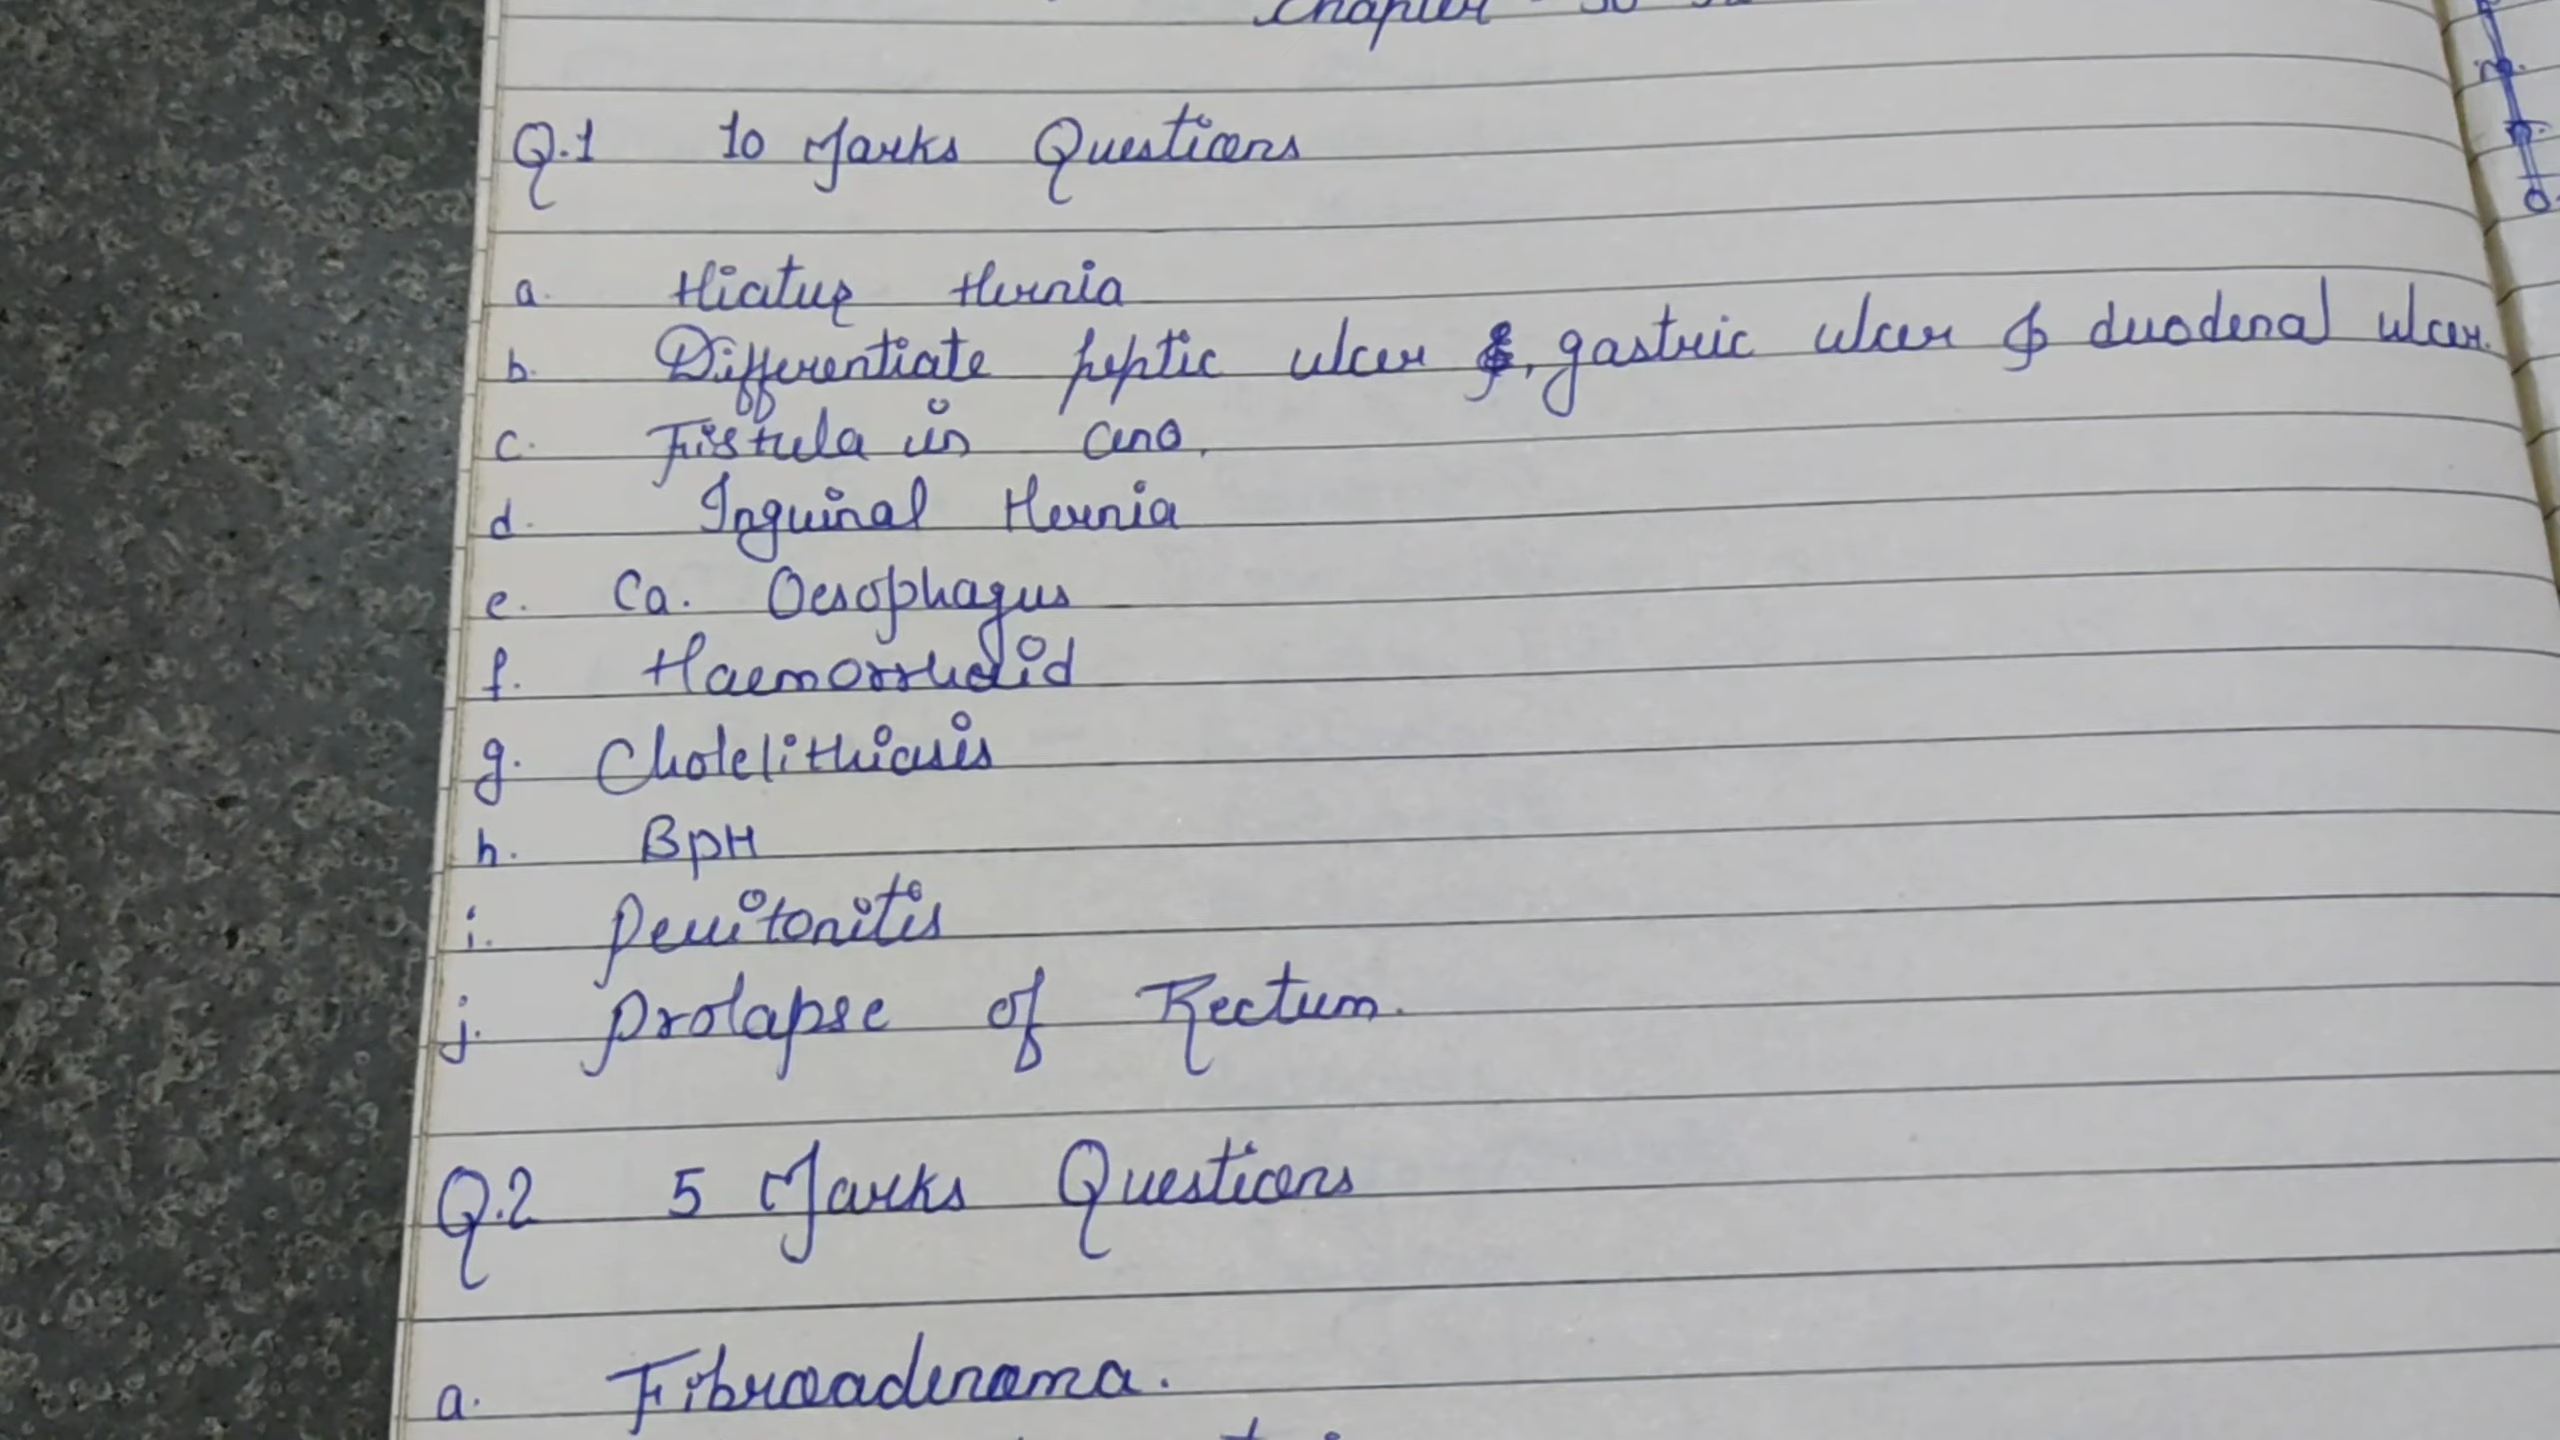 Chapter
Q.1 10 Marks Questions
a. Hiatus Hernia
b. Differentiate peptic ulcer , gastric ulcer & duodenal ulcer.
c. Fistula in ano.
d. Inguinal Hernia
e. Ca. Oesophagus
f. Haemorrhoid
g. Cholelithiasis
h. BPH
i. Peritonitis
j. Prolapse of Rectum.
Q.2 5 Marks Questions
a. Fibroadenoma.